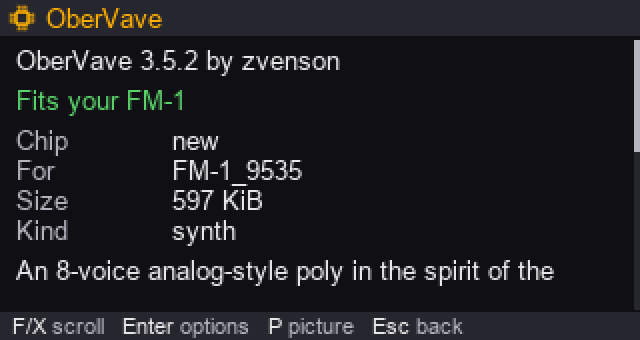 OberVave
OberVave 3.5.2 by zvenson
Fits your FM-1
Chip new
For FM-1_9535
Size 597 KiB
Kind synth
An 8-voice analog-style poly in the spirit of the
F/X scroll Enter options P picture Esc back